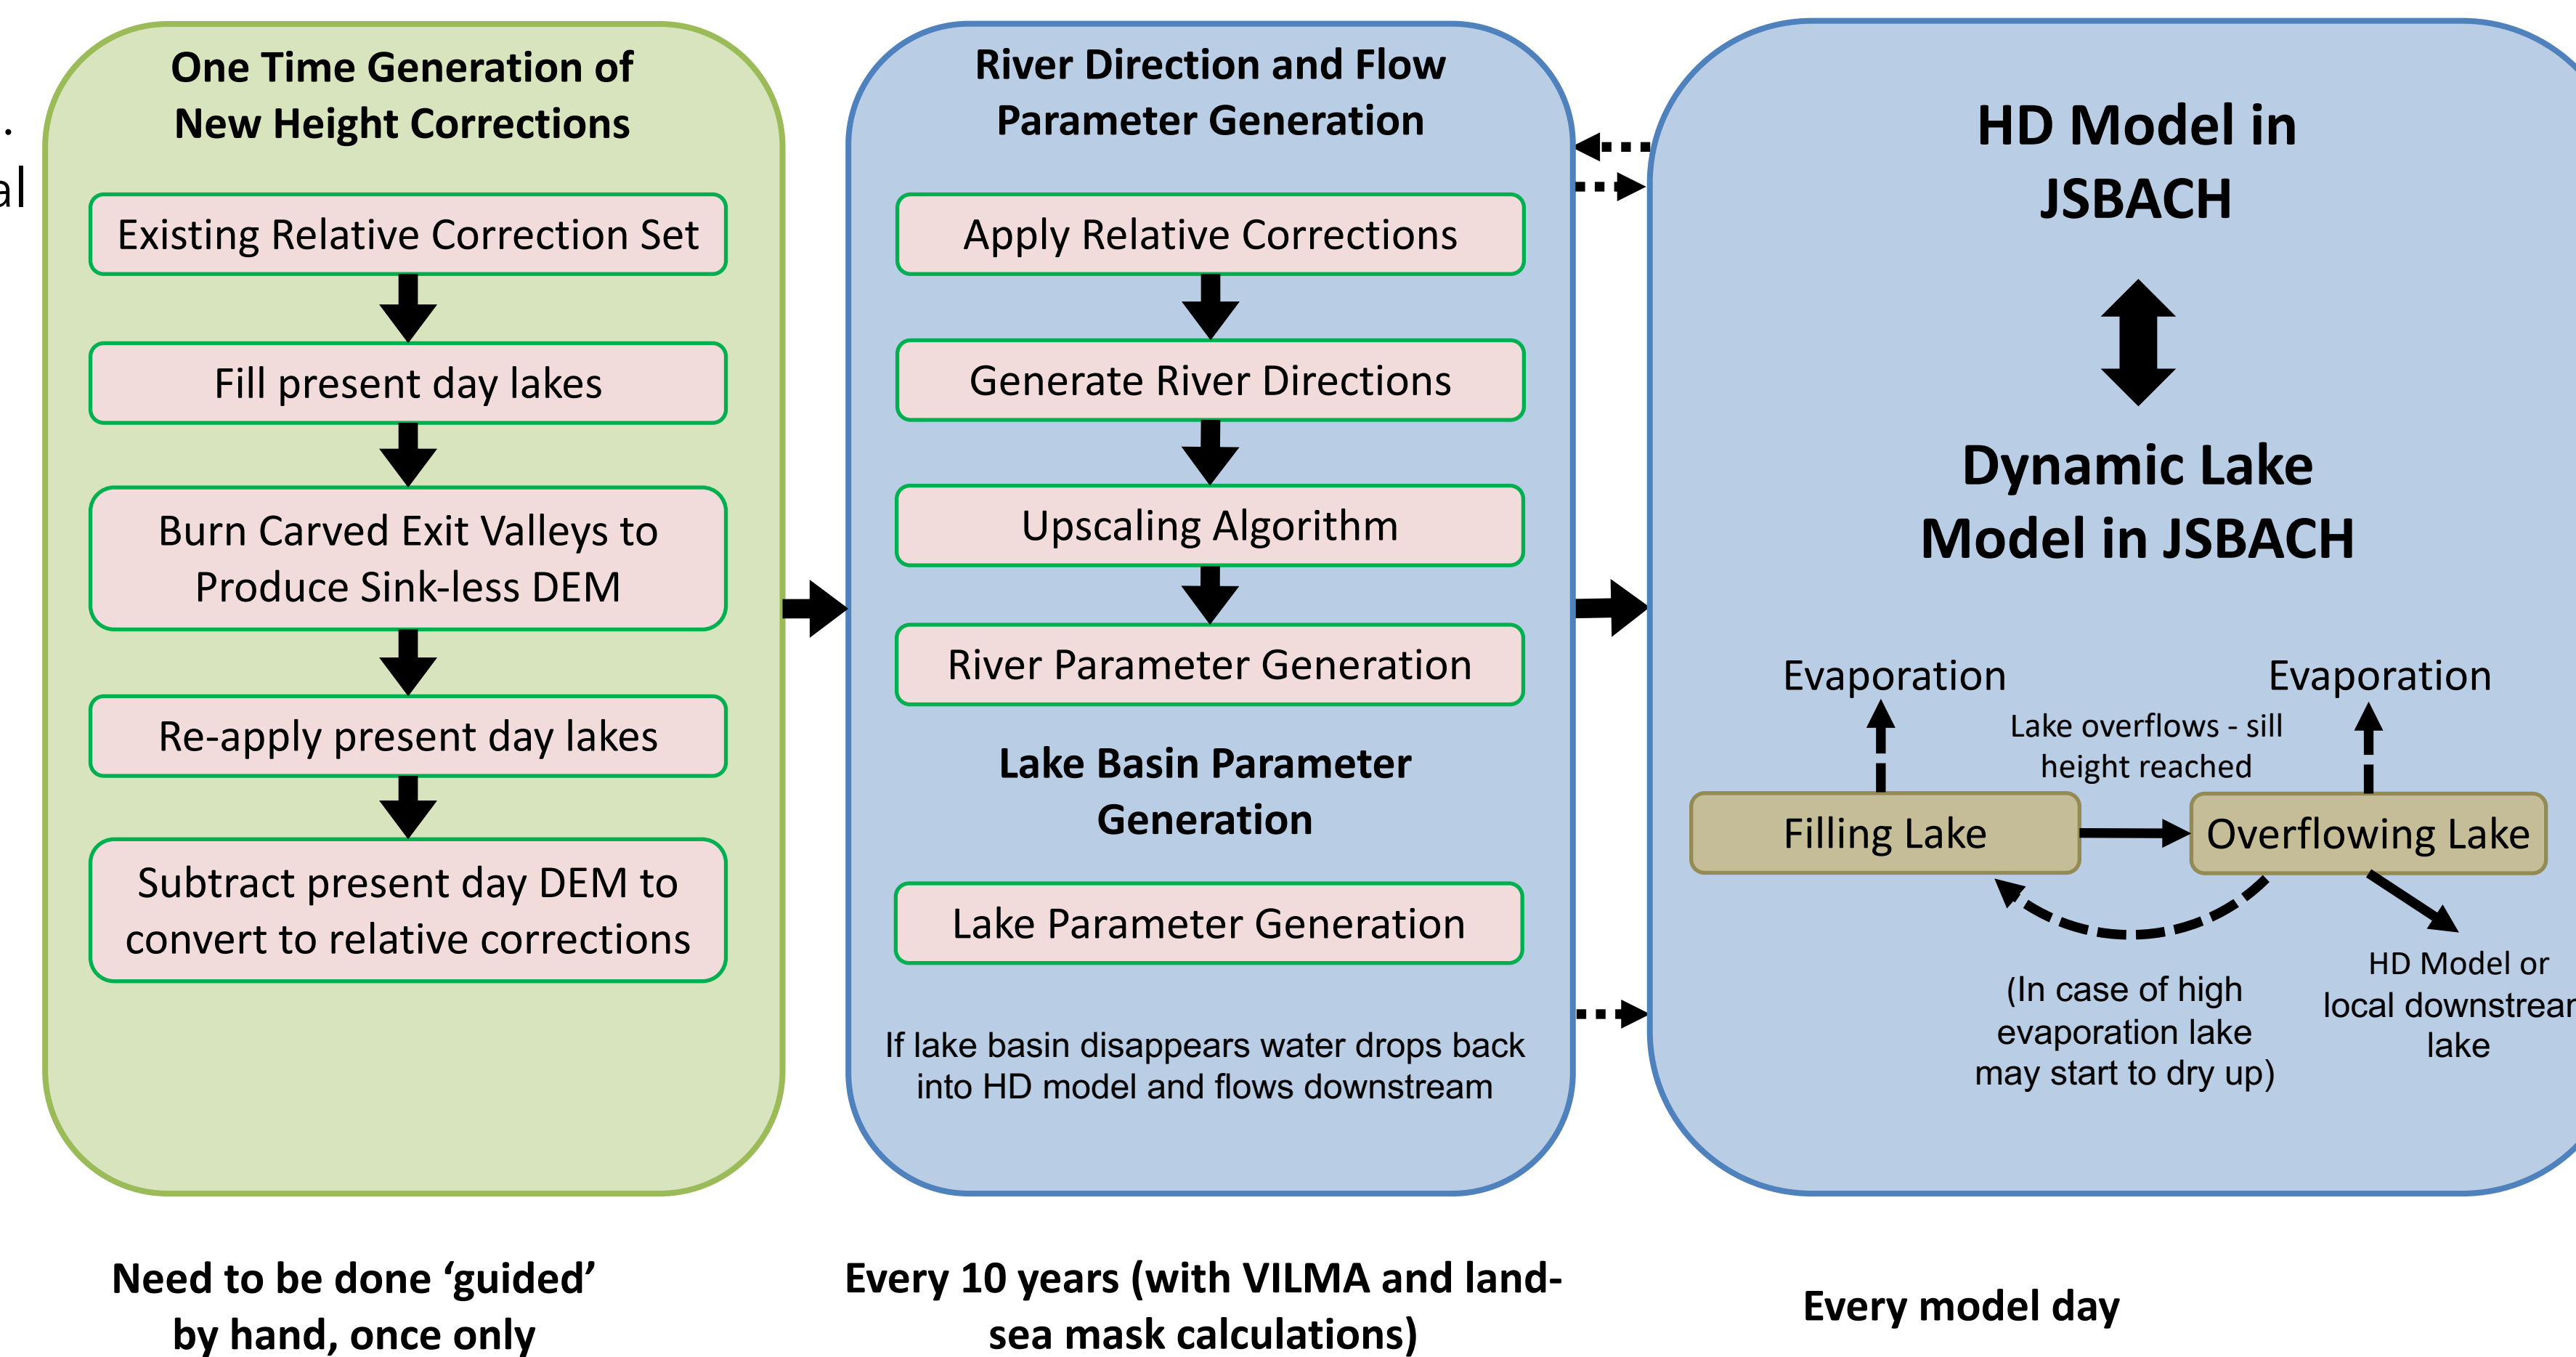 .
al
One Time Generation of
New Height Corrections
Existing Relative Correction Set
Fill present day lakes
Burn Carved Exit Valleys to
Produce Sink-less DEM
Re-apply present day lakes
Subtract present day DEM to
convert to relative corrections
Need to be done ‘guided’
by hand, once only
River Direction and Flow
Parameter Generation
Apply Relative Corrections
Generate River Directions
Upscaling Algorithm
River Parameter Generation
Lake Basin Parameter
Generation
Lake Parameter Generation
If lake basin disappears water drops back
into HD model and flows downstream
Every 10 years (with VILMA and land-
sea mask calculations)
HD Model in
JSBACH
Dynamic Lake
Model in JSBACH
Evaporation
Evaporation
Lake overflows - sill
height reached
Filling Lake
Overflowing Lake
(In case of high
evaporation lake
may start to dry up)
HD Model or
local downstream
lake
Every model day